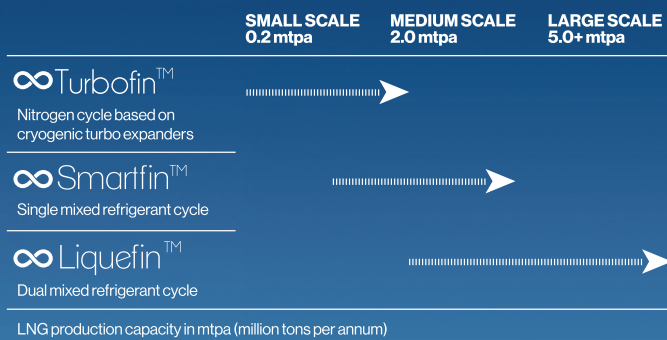 SMALL SCALE MEDIUM SCALE LARGE SCALE
0.2 mtpa 2.0 mtpa 5.0+ mtpa
Turbofin™
Nitrogen cycle based on
cryogenic turbo expanders
Smartfin™
Single mixed refrigerant cycle
Liquefin™
Dual mixed refrigerant cycle
LNG production capacity in mtpa (million tons per annum)